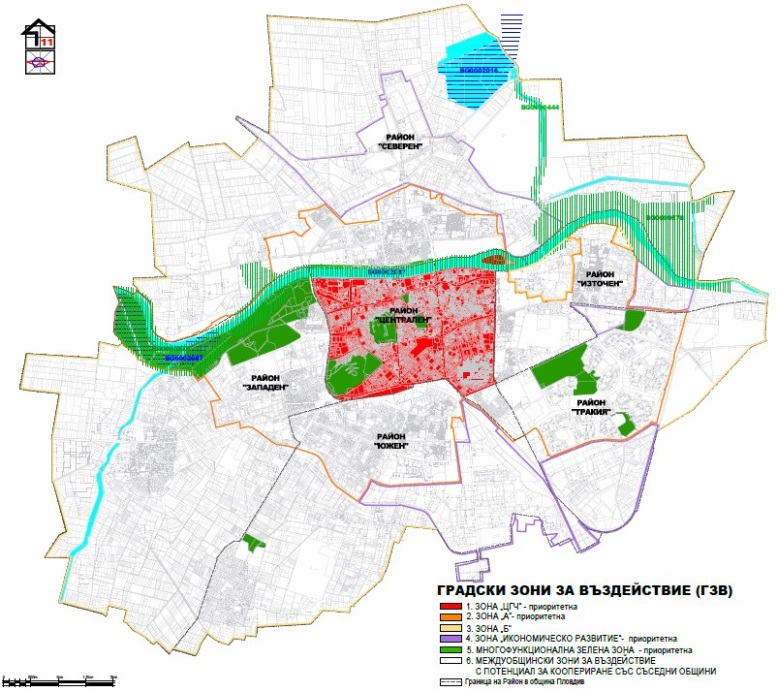 11
BG0002016
РАЙОН
"СЕВЕРЕН"
РАЙОН
"ИЗТОЧЕН"
РАЙОН
"ЦЕНТРАЛЕН"
РАЙОН
"ЗАПАДЕН"
РАЙОН
"ТРАКИЯ"
РАЙОН
"ЮЖЕН"
ГРАДСКИ ЗОНИ ЗА ВЪЗДЕЙСТВИЕ (ГЗВ)
1. ЗОНА „ЦГЧ" - приоритетна
2. ЗОНА „А"- приоритетна
3. ЗОНА „Б"
4. ЗОНА „ИКОНОМИЧЕСКО РАЗВИТИЕ"- приоритетна
5. МНОГОФУНКЦИОНАЛНА ЗЕЛЕНА ЗОНА - приоритетна
6. МЕЖДУОБЩИНСКИ ЗОНИ ЗА ВЪЗДЕЙСТВИЕ
С ПОТЕНЦИАЛ ЗА КООПЕРИРАНЕ СЪС СЪСЕДНИ ОБЩИНИ
Граница на Район в община Пловдив